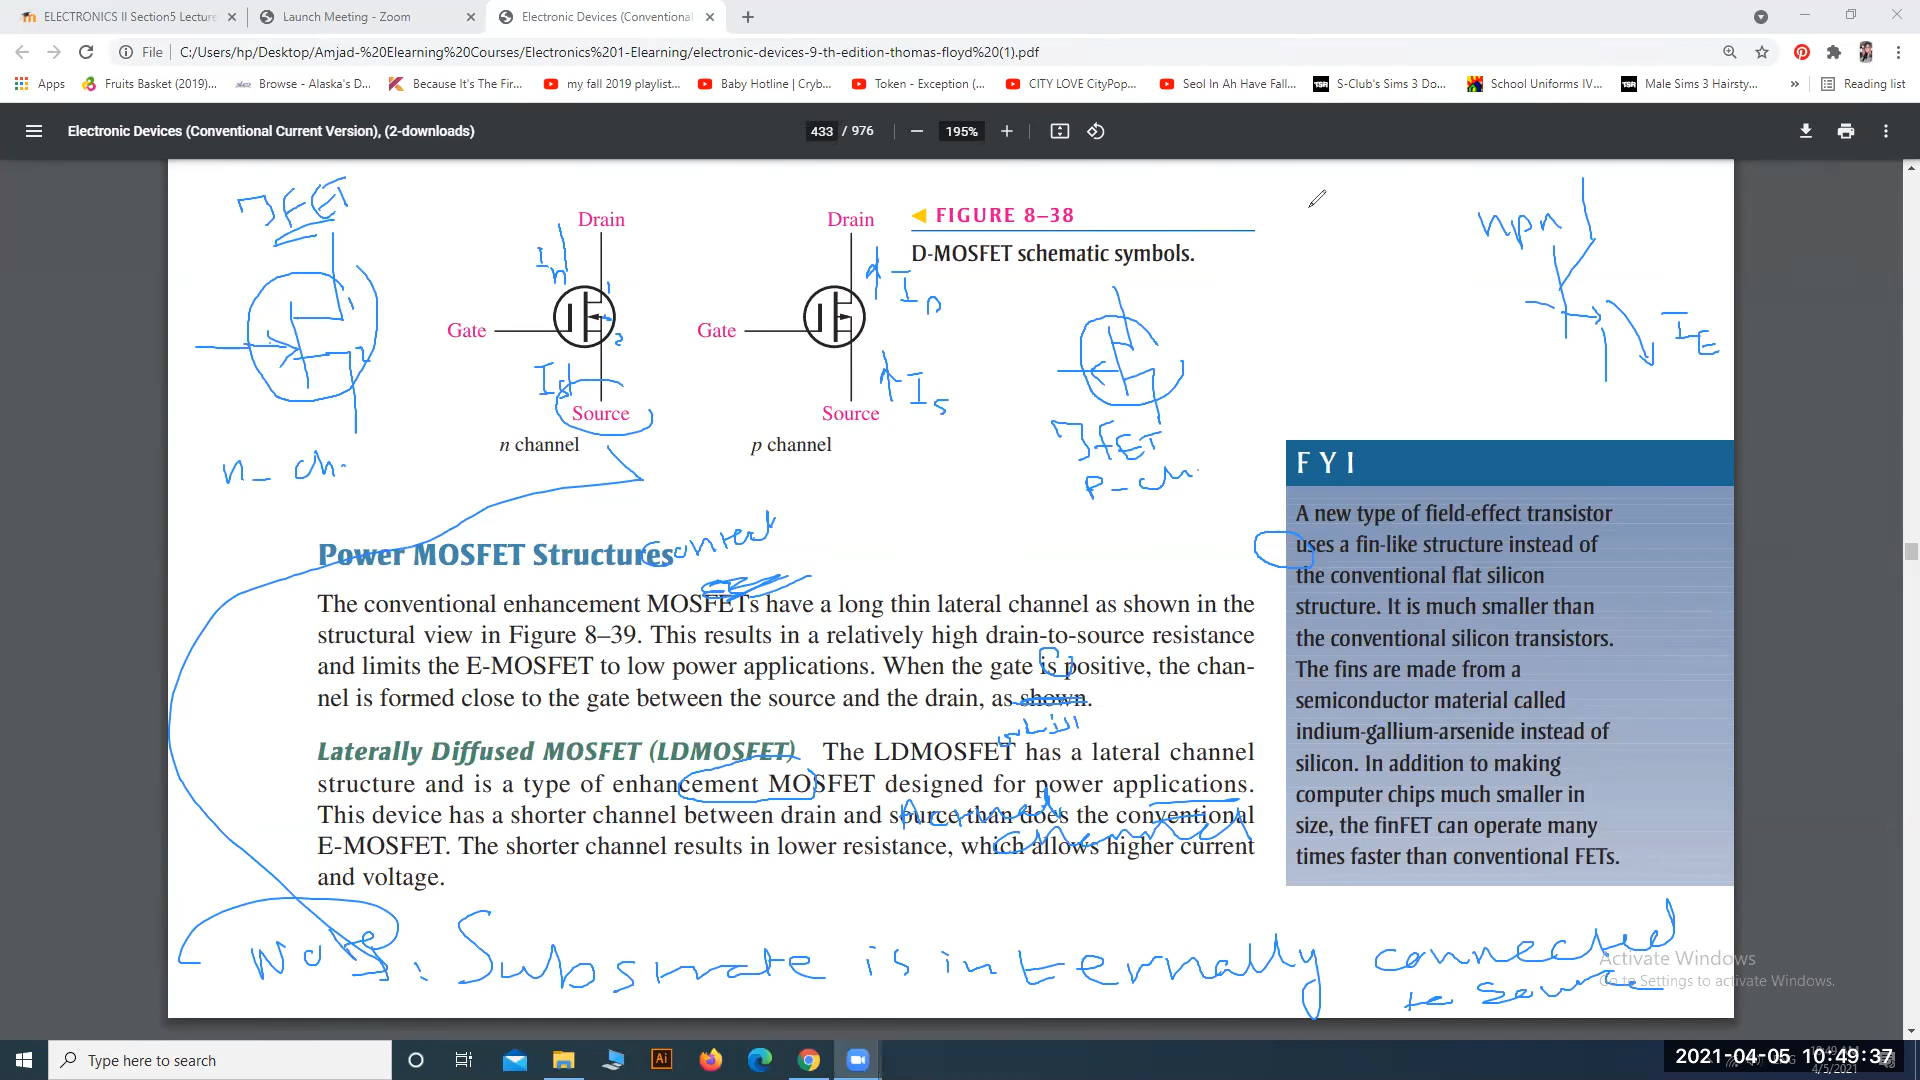 ELECTRONICS II Section5 Lecture
Launch Meeting - Zoom
Electronic Devices (Conventional
File
C:/Users/hp/Desktop/Amjad-%20Elearning%20Courses/Electronics%201-Elearning/electronic-devices-9-th-edition-thomas-floyd%20(1).pdf
Apps
Fruits Basket (2019)...
Browse - Alaska's D...
Because It's The Fir...
my fall 2019 playlist...
Baby Hotline | Cryb...
Token - Exception (...
CITY LOVE CityPop...
Seol In Ah Have Fall...
S-Club's Sims 3 Do...
School Uniforms IV...
Male Sims 3 Hairsty...
»
Reading list
Electronic Devices (Conventional Current Version), (2-downloads)
433 / 976
195%
JFET
n_ ch.
Drain
Gate
Source
n channel
1
2
Drain
Gate
Source
p channel
I D
I S
FIGURE 8–38
D-MOSFET schematic symbols.
JFET
P_ch.
npn
I E
Power MOSFET Structures
The conventional enhancement MOSFETs have a long thin lateral channel as shown in the
structural view in Figure 8–39. This results in a relatively high drain-to-source resistance
and limits the E-MOSFET to low power applications. When the gate is positive, the chan-
nel is formed close to the gate between the source and the drain, as shown.
Laterally Diffused MOSFET (LDMOSFET) The LDMOSFET has a lateral channel
structure and is a type of enhancement MOSFET designed for power applications.
This device has a shorter channel between drain and source than does the conventional
E-MOSFET. The shorter channel results in lower resistance, which allows higher current
and voltage.
channel
FYI
A new type of field-effect transistor
uses a fin-like structure instead of
the conventional flat silicon
structure. It is much smaller than
the conventional silicon transistors.
The fins are made from a
semiconductor material called
indium-gallium-arsenide instead of
silicon. In addition to making
computer chips much smaller in
size, the finFET can operate many
times faster than conventional FETs.
Note: Substrate is internally connected
to Source
Activate Windows
Go to Settings to activate Windows.
Type here to search
Ai
2021-04-05 10:49:37
4/5/2021